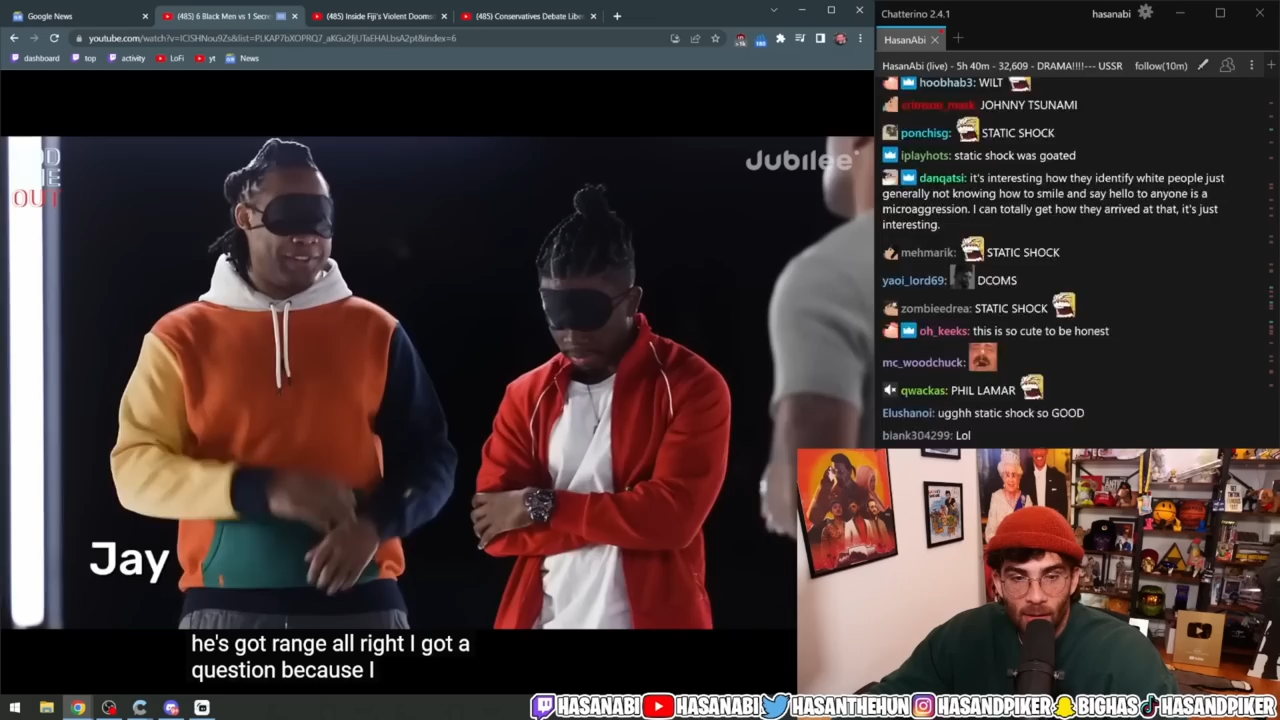 Google News
(485) 6 Black Men vs 1 Secre
(485) Inside Fiji's Violent Dooms
(485) Conservatives Debate Libe
Chatterino 2.4.1
hasanabi
youtube.com/watch?v=ICISHNou9Zs&list=PLKAP7bXOPRQ7_aKGu2fjUTaEHALbsA2pt&index=6
HasanAbi
dashboard
top
activity
LoFi
yt
News
HasanAbi (live) - 5h 40m - 32,609 - DRAMA!!!!--- USSR
follow(10m)
hoobhab3: WILT
crimson_mask: JOHNNY TSUNAMI
ponchisg: STATIC SHOCK
iplayhots: static shock was goated
danqatsi: it's interesting how they identify white people just
generally not knowing how to smile and say hello to anyone is a
microaggression. I can totally get how they arrived at that, it's just
interesting.
mehmarik: STATIC SHOCK
yaoi_lord69: DCOMS
zombieedrea: STATIC SHOCK
oh_keeks: this is so cute to be honest
mc_woodchuck:
qwackas: PHIL LAMAR
Elushanoi: ugghh static shock so GOOD
biank304299: Lol
Jubilee
OUT
Jay
he's got range all right I got a
question because I
HASANABI
HASANABI
HASANTHEHUN
HASANDPIKER
BIGHAS
HASANDPIKER